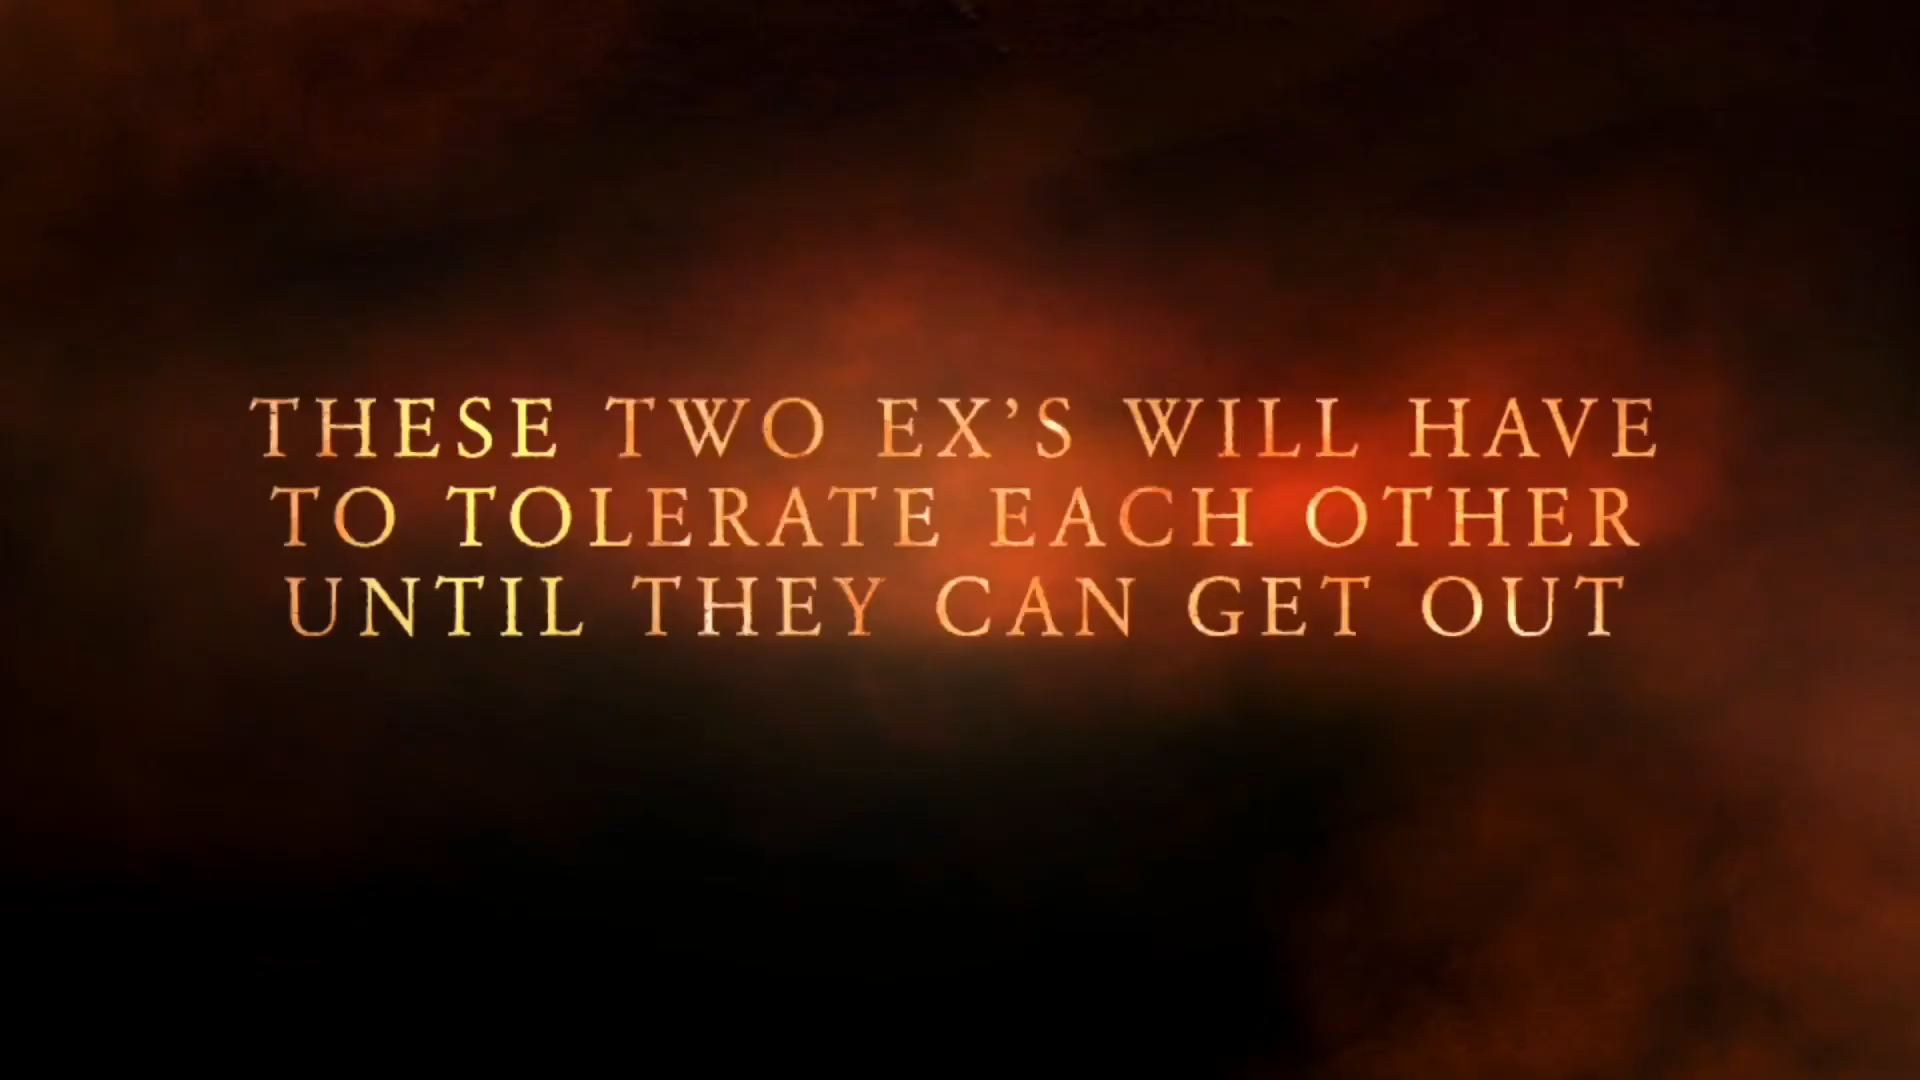 THESE TWO EX’S WILL HAVE
TO TOLERATE EACH OTHER
UNTIL THEY CAN GET OUT